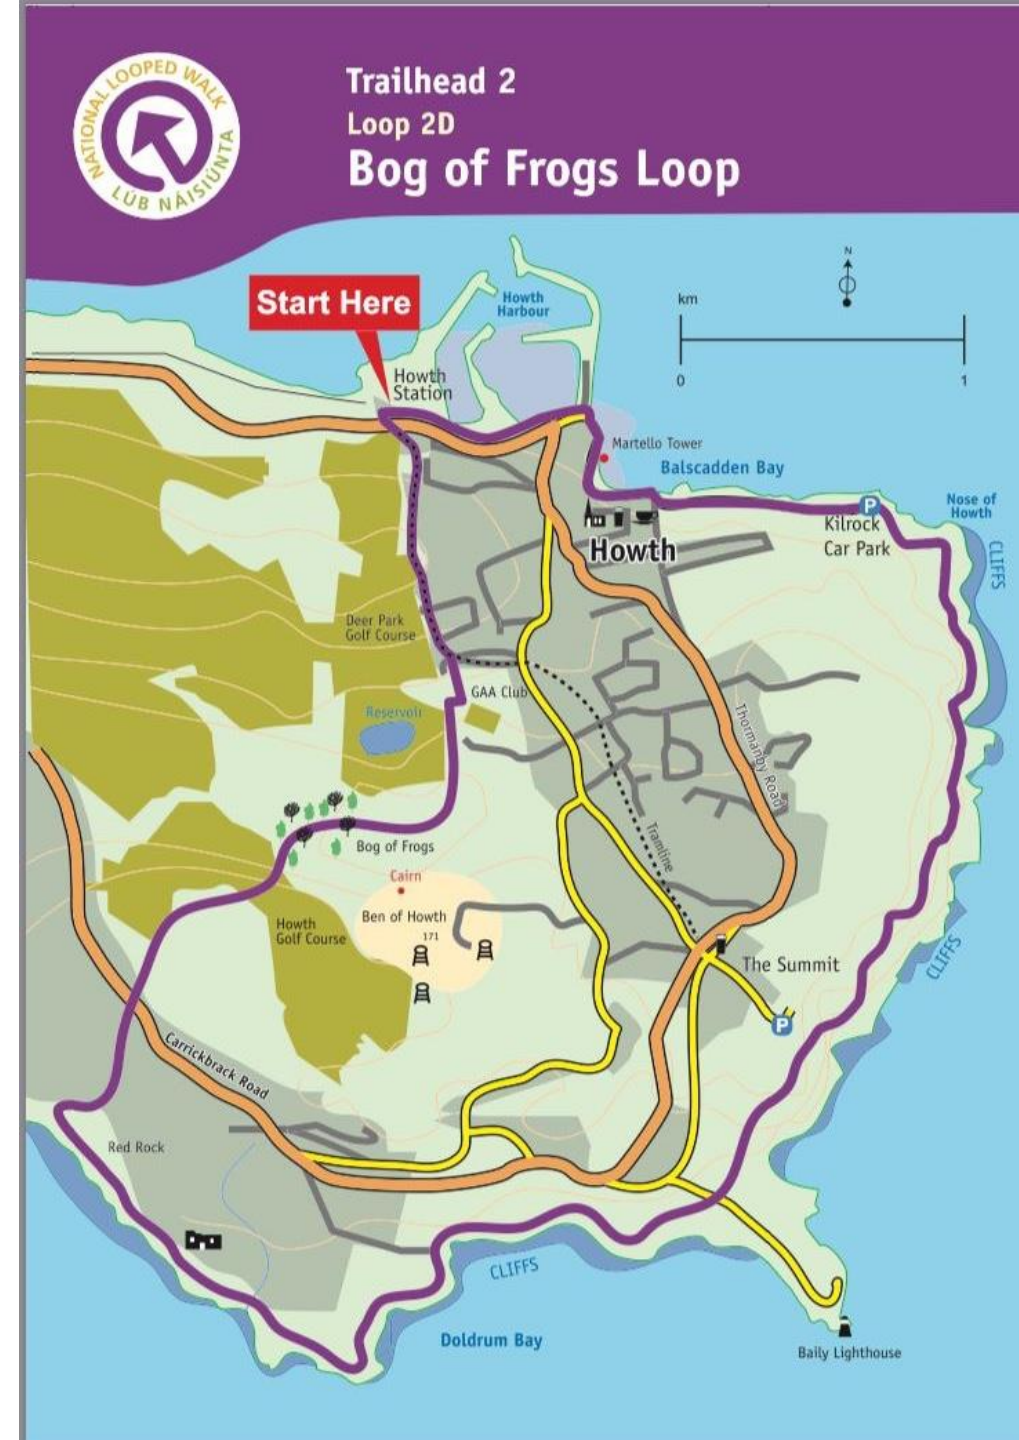 NATIONAL LOOPED WALK
LÚB NÁISIÚNTA
Trailhead 2
Loop 2D
Bog of Frogs Loop
Start Here
Howth
Harbour
N
km
0
1
Howth
Station
Martello Tower
Balscadden Bay
P
Kilrock
Car Park
Nose of
Howth
CLIFFS
Howth
Deer Park
Golf Course
GAA Club
Reservoir
Thormanby Road
Tramline
Bog of Frogs
Cairn
Ben of Howth
171
Howth
Golf Course
The Summit
P
CLIFFS
Carrickbrack Road
Red Rock
CLIFFS
Doldrum Bay
Baily Lighthouse